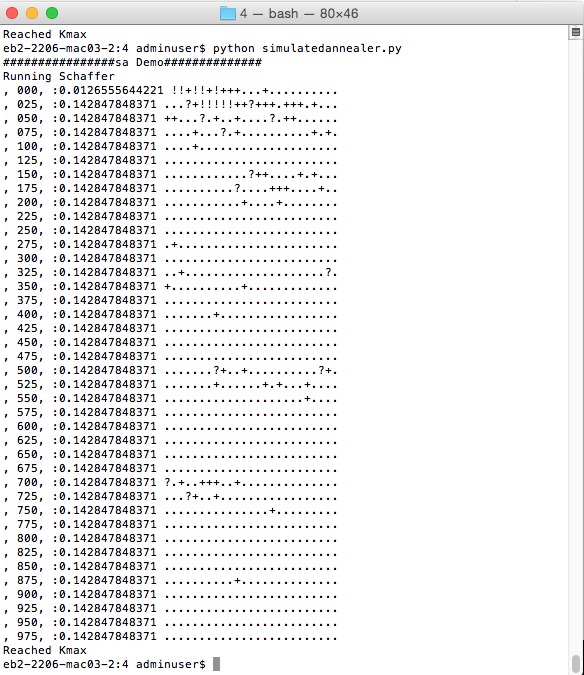 4 — bash — 80×46
Reached Kmax
eb2-2206-mac03-2:4 adminuser$ python simulatedannealer.py
################sa Demo##############
Running Schaffer
, 000, :0.0126555644221 !!+!!+!+++...+..........
, 025, :0.142847848371 ...?+!!!!!++?+++.+++.+...
, 050, :0.142847848371 ++...?.+..+....?.++......
, 075, :0.142847848371 ....+...?.+..........+.+.
, 100, :0.142847848371 ....+....................
, 125, :0.142847848371 .........................
, 150, :0.142847848371 ............?++....+.+...
, 175, :0.142847848371 ..........?....+++....+..
, 200, :0.142847848371 ...........+....+........
, 225, :0.142847848371 .........................
, 250, :0.142847848371 .........................
, 275, :0.142847848371 .+.......................
, 300, :0.142847848371 .........................
, 325, :0.142847848371 ..+....................?.
, 350, :0.142847848371 +..........+.............
, 375, :0.142847848371 .........................
, 400, :0.142847848371 .......+.................
, 425, :0.142847848371 .........................
, 450, :0.142847848371 .........................
, 475, :0.142847848371 .........................
, 500, :0.142847848371 .......?+..+..........?+.
, 525, :0.142847848371 .......+......+.+...+....
, 550, :0.142847848371 ....................+....
, 575, :0.142847848371 .........................
, 600, :0.142847848371 .........................
, 625, :0.142847848371 .........................
, 650, :0.142847848371 .........................
, 675, :0.142847848371 .........................
, 700, :0.142847848371 ?.+..+++..+..............
, 725, :0.142847848371 ...?+..+.................
, 750, :0.142847848371 ...............+.........
, 775, :0.142847848371 .........................
, 800, :0.142847848371 .........................
, 825, :0.142847848371 .........................
, 850, :0.142847848371 .........................
, 875, :0.142847848371 ..........+..............
, 900, :0.142847848371 .........................
, 925, :0.142847848371 .........................
, 950, :0.142847848371 .........................
, 975, :0.142847848371 .........................
Reached Kmax
eb2-2206-mac03-2:4 adminuser$